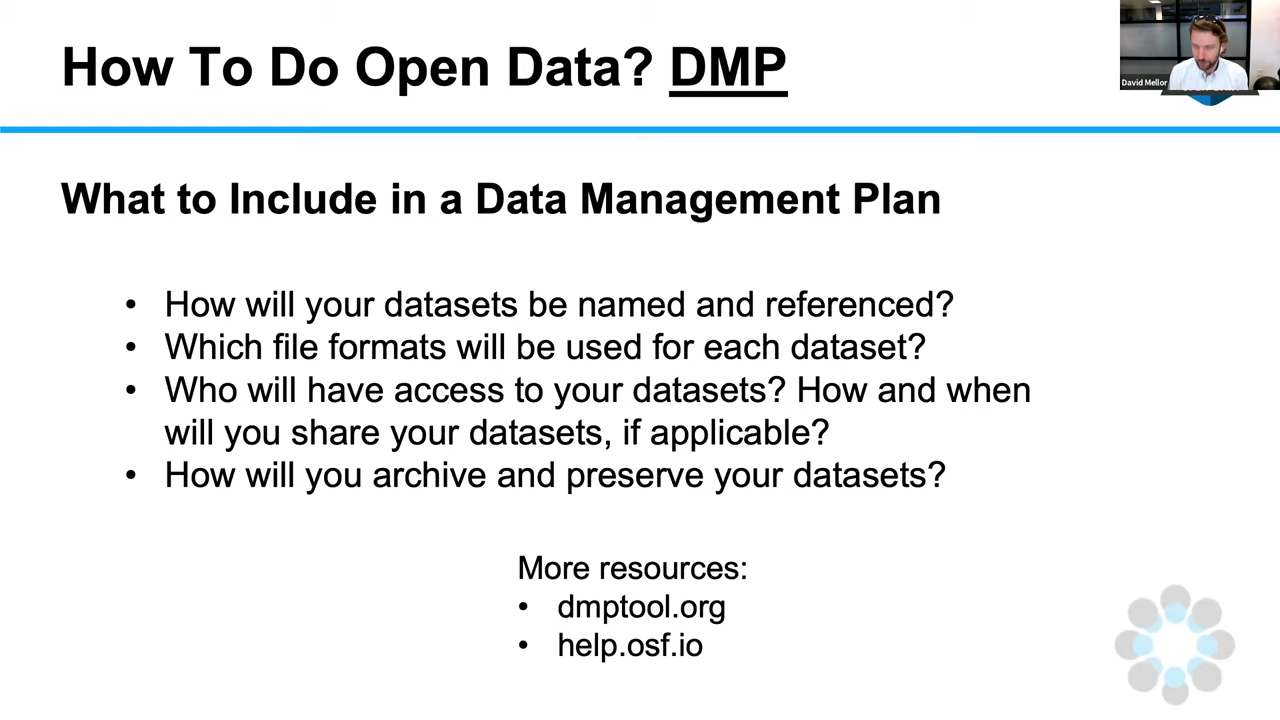 How To Do Open Data? DMP
David Mellor
What to Include in a Data Management Plan
• How will your datasets be named and referenced?
• Which file formats will be used for each dataset?
• Who will have access to your datasets? How and when
will you share your datasets, if applicable?
• How will you archive and preserve your datasets?
More resources:
• dmptool.org
• help.osf.io